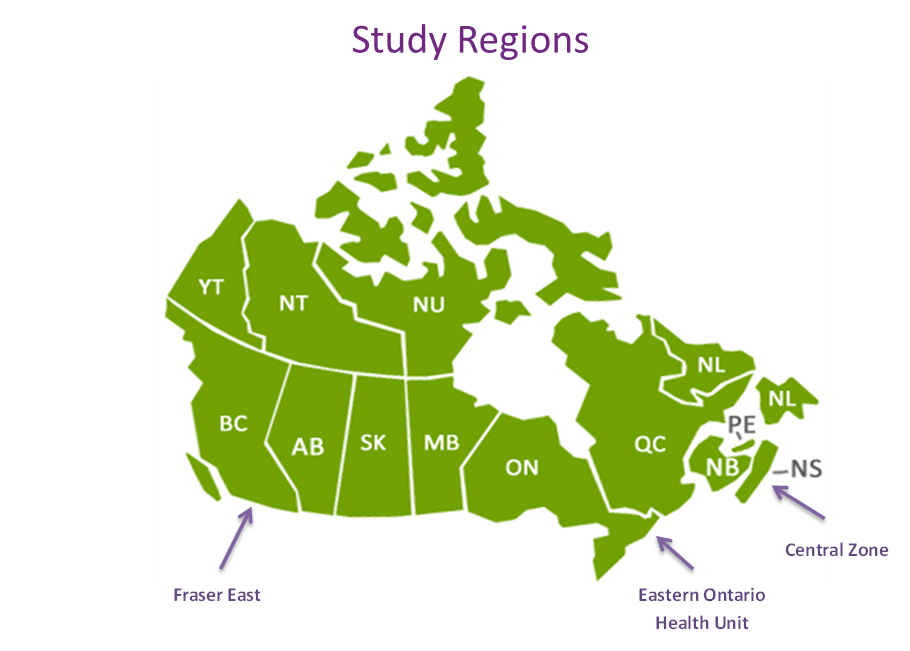 Study Regions
YT
NT
NU
NL
NL
PE
BC
AB
SK
MB
ON
QC
NB
NS
Central Zone
Fraser East
Eastern Ontario
Health Unit